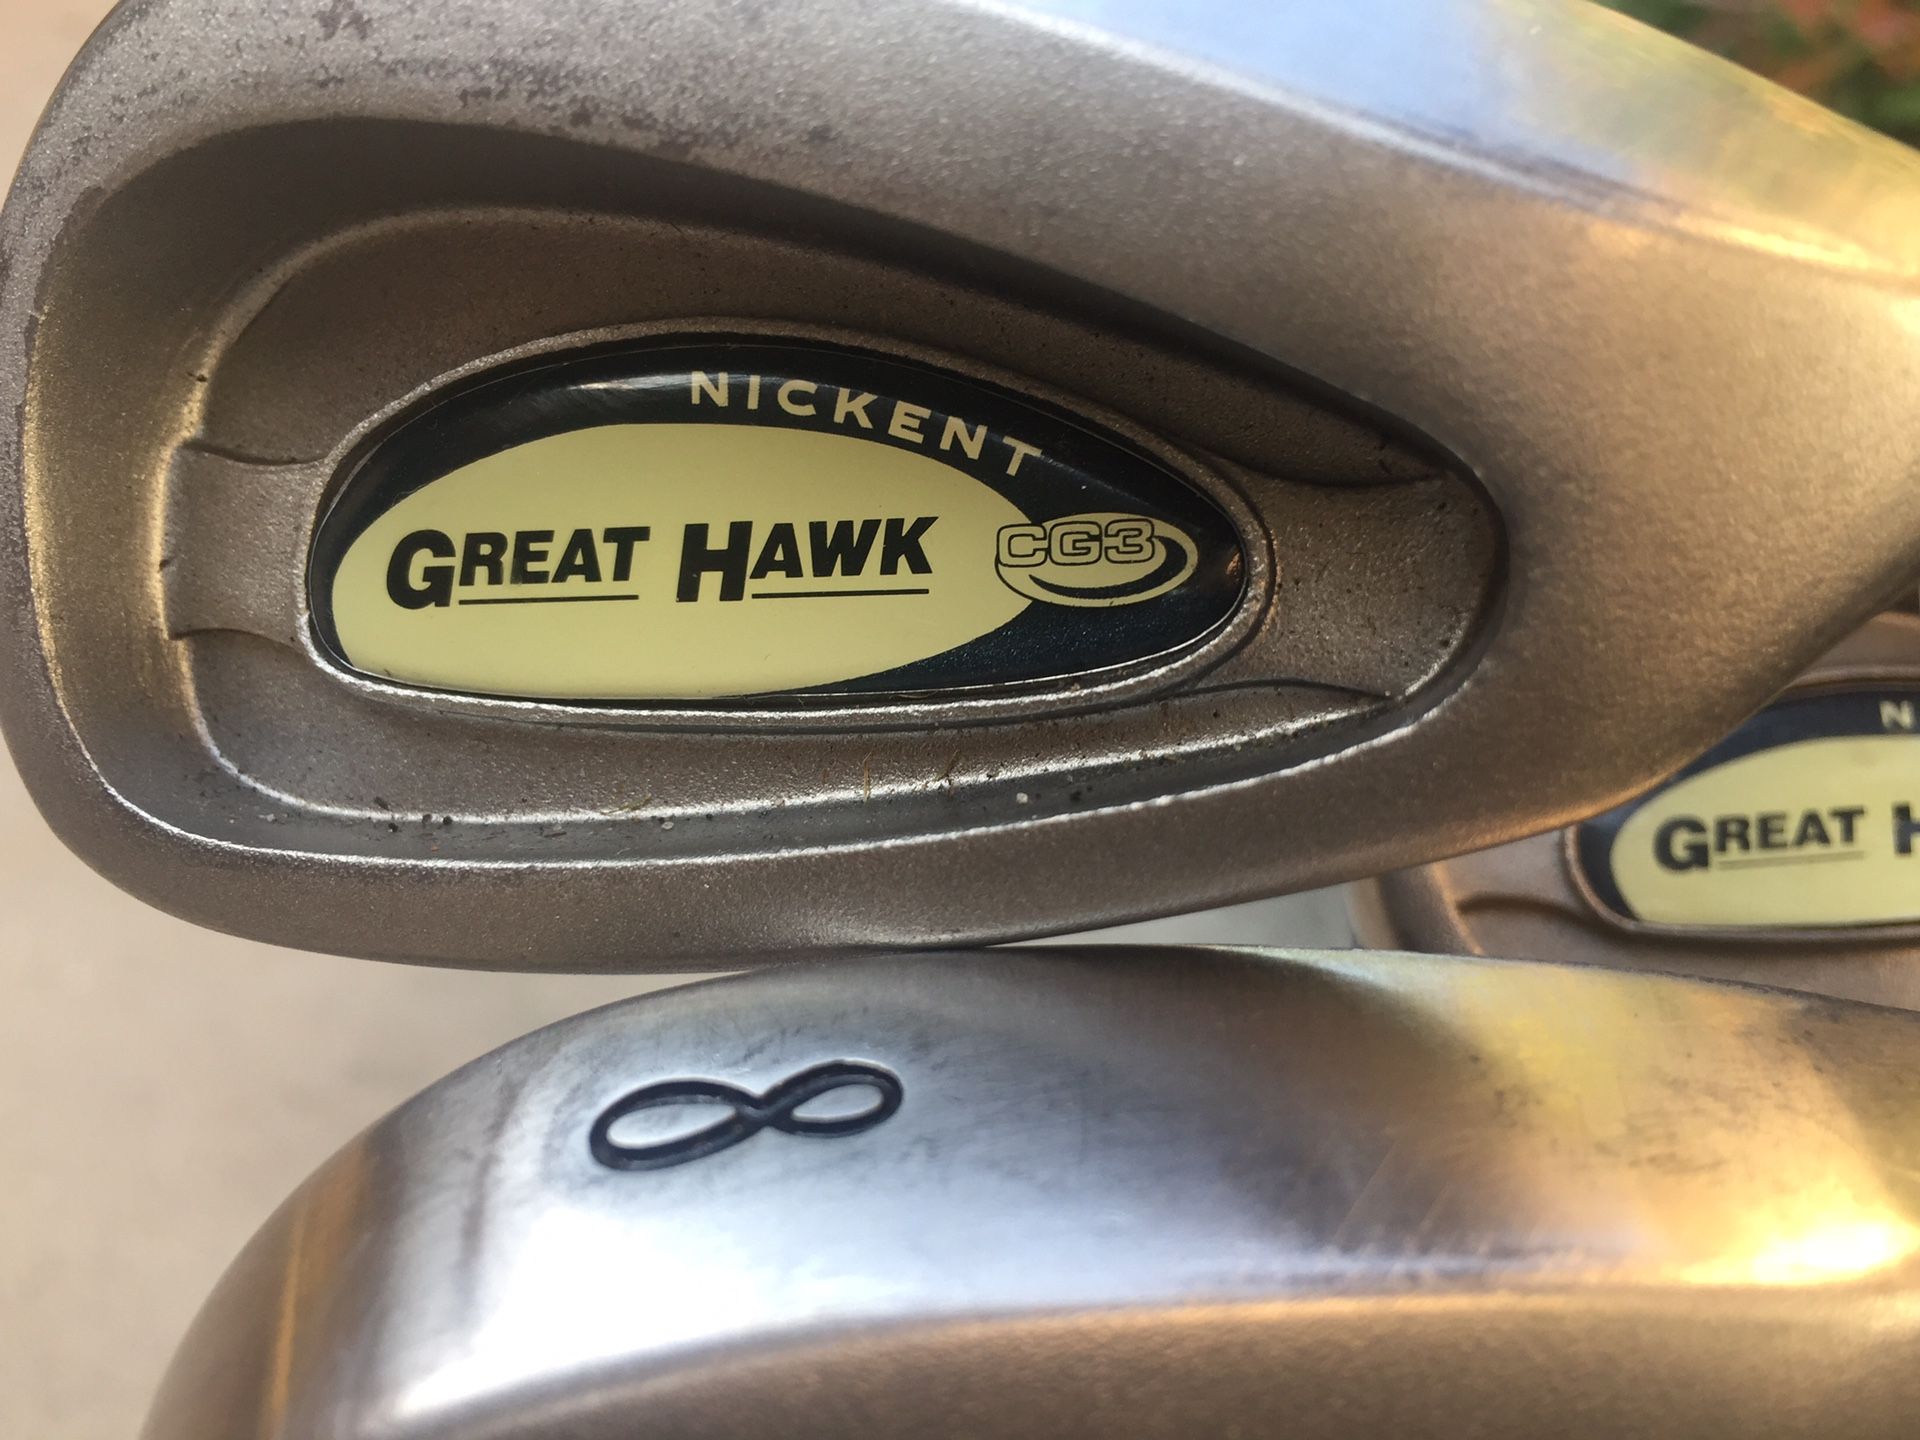 NICKENT
GREAT HAWK CG3
N
GREAT H
8